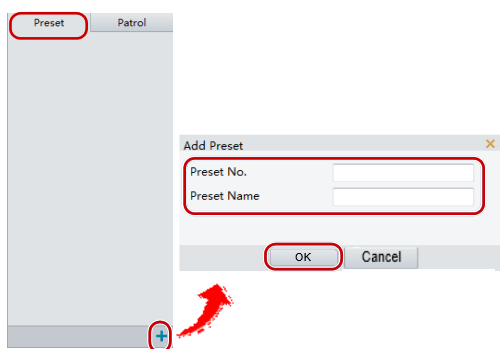 Preset Patrol
Add Preset
Preset No.
Preset Name
OK Cancel